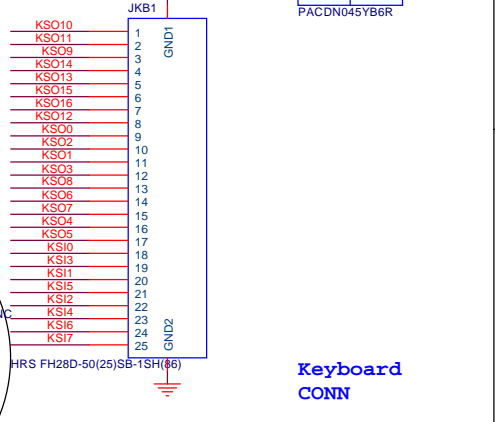 JKB1
PACDN045YB6R
KSO10 1
KSO11 2
KSO9 3
KSO14 4
KSO13 5
KSO15 6
KSO16 7
KSO12 8
KSO0 9
KSO2 10
KSO1 11
KSO3 12
KSO8 13
KSO6 14
KSO7 15
KSO4 16
KSO5 17
KSI0 18
KSI3 19
KSI1 20
KSI5 21
KSI2 22
KSI4 23
KSI6 24
KSI7 25
GND1
GND2
NC
HRS FH28D-50(25)SB-1SH(86)
Keyboard
CONN